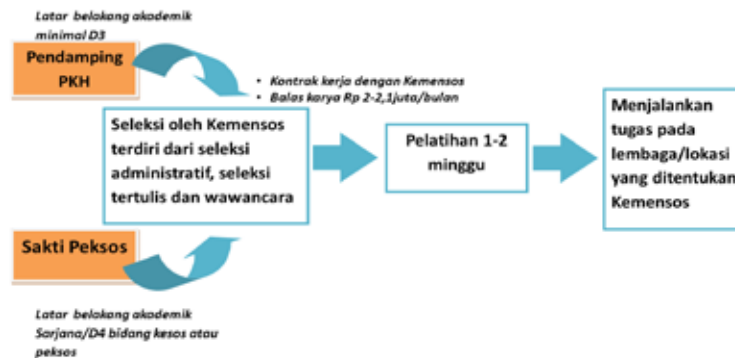 Latar belakang akademik
minimal D3
Pendamping
PKH
• Kontrak kerja dengan Kemensos
• Balas karya Rp 2-2,1juta/bulan
Seleksi oleh Kemensos
terdiri dari seleksi
administratif, seleksi
tertulis dan wawancara
Pelatihan 1-2
minggu
Menjalankan
tugas pada
lembaga/lokasi
yang ditentukan
Kemensos
Sakti Peksos
Latar belakang akademik
Sarjana/D4 bidang kesos atau
peksos